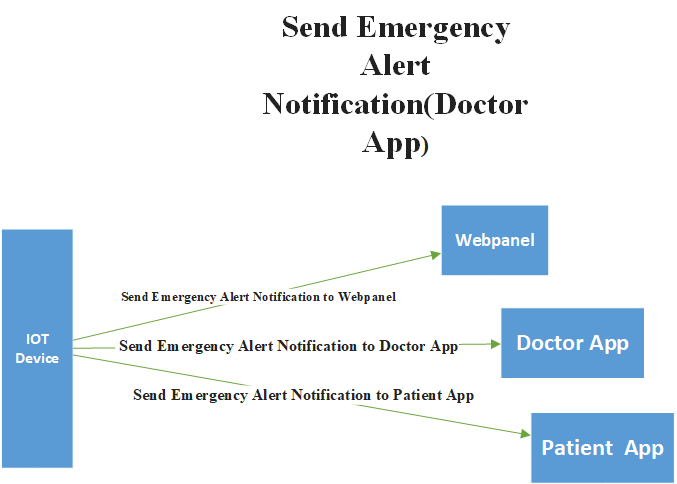 Send Emergency
Alert
Notification(Doctor
App)
Webpanel
Send Emergency Alert Notification to Webpanel
IOT
Device
Send Emergency Alert Notification to Doctor App
Doctor App
Send Emergency Alert Notification to Patient App
Patient App